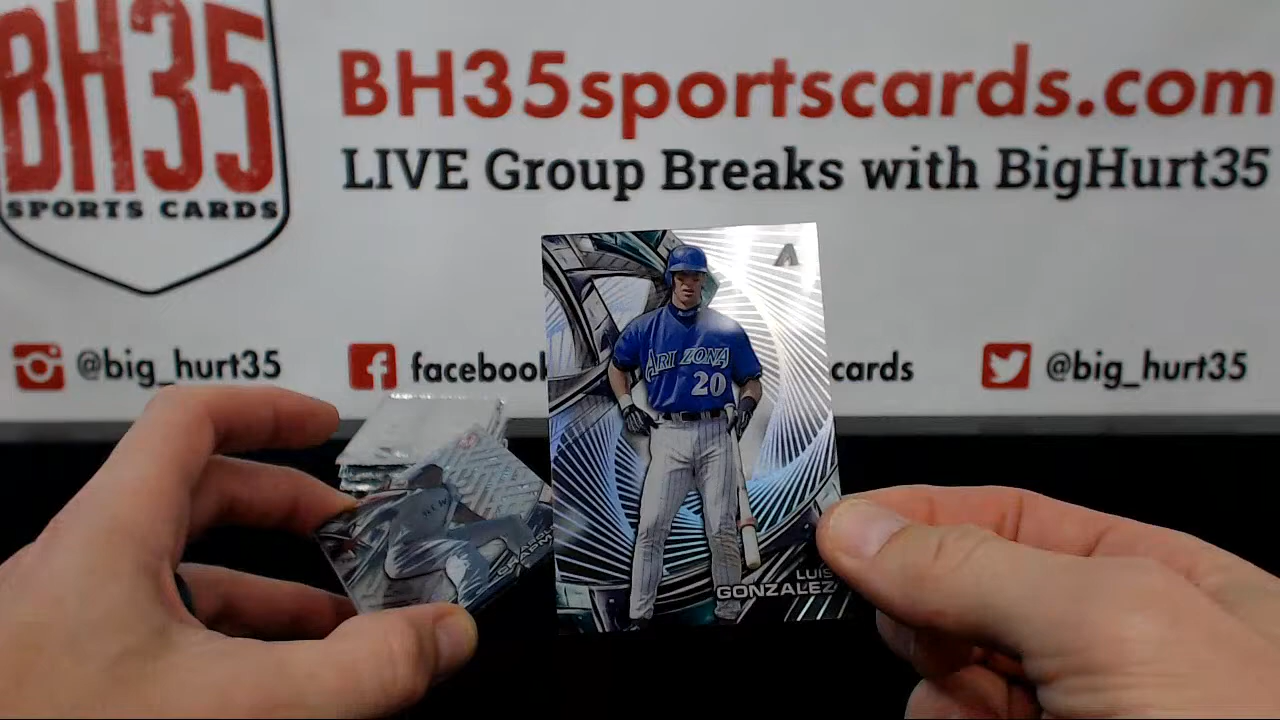 BH35
SPORTS CARDS
BH35sportscards.com
LIVE Group Breaks with BigHurt35
@big_hurt35
facebook
cards
@big_hurt35
A
ARIZONA
20
LUIS
GONZALEZ